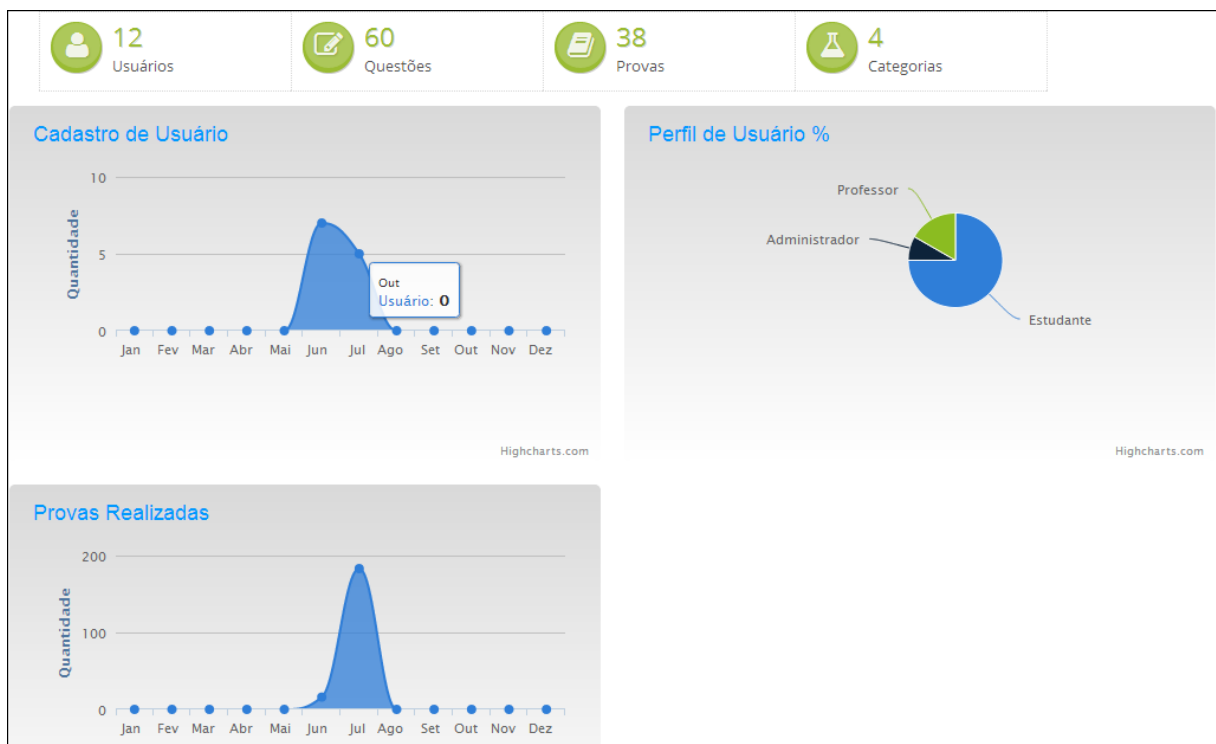 12
Usuários
60
Questões
38
Provas
4
Categorias
Cadastro de Usuário
10
5
0
Quantidade
Out
Usuário: 0
Jan Fev Mar Abr Mai Jun Jul Ago Set Out Nov Dez
Highcharts.com
Perfil de Usuário %
Professor
Administrador
Estudante
Highcharts.com
Provas Realizadas
200
100
0
Quantidade
Jan Fev Mar Abr Mai Jun Jul Ago Set Out Nov Dez